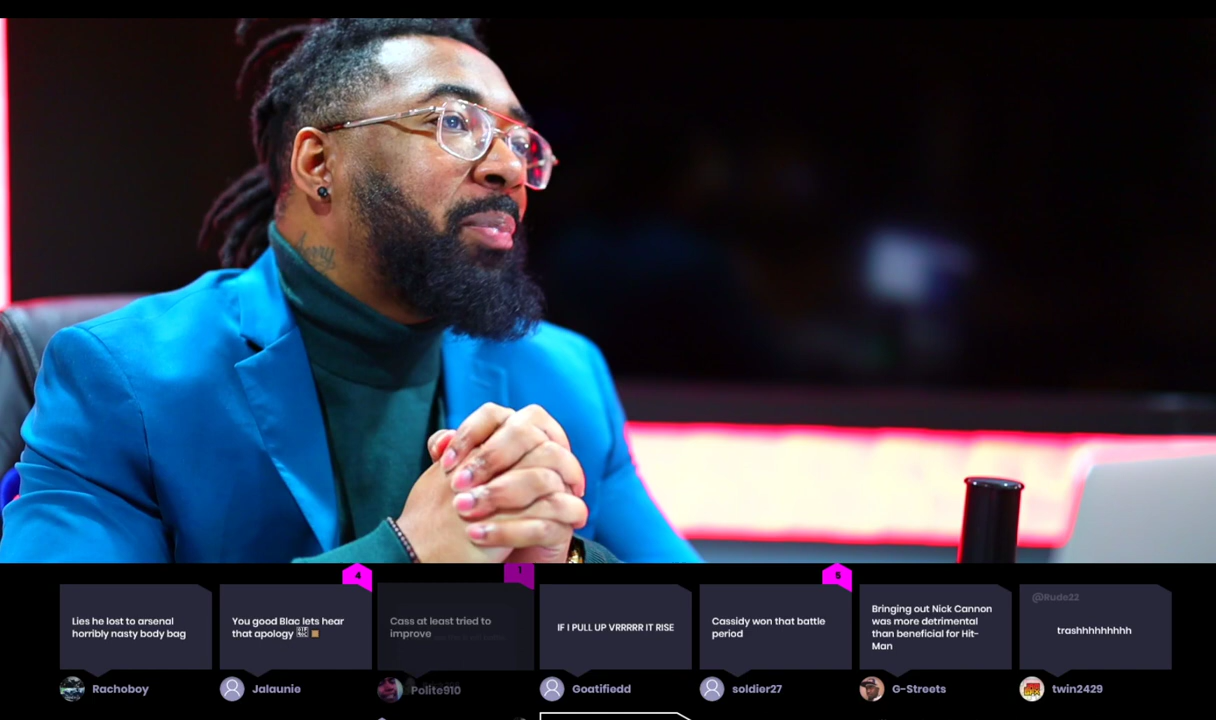 4
1
5
Lies he lost to arsenal
horribly nasty body bag
Rachoboy
You good Blac lets hear
that apology
Jalaunie
Cass at least tried to
improve
Polite910
IF I PULL UP VRRRRR IT RISE
Goatifiedd
Cassidy won that battle
period
soldier27
Bringing out Nick Cannon
was more detrimental
than beneficial for Hit-
Man
G-Streets
@Rude22
trashhhhhhhhh
twin2429